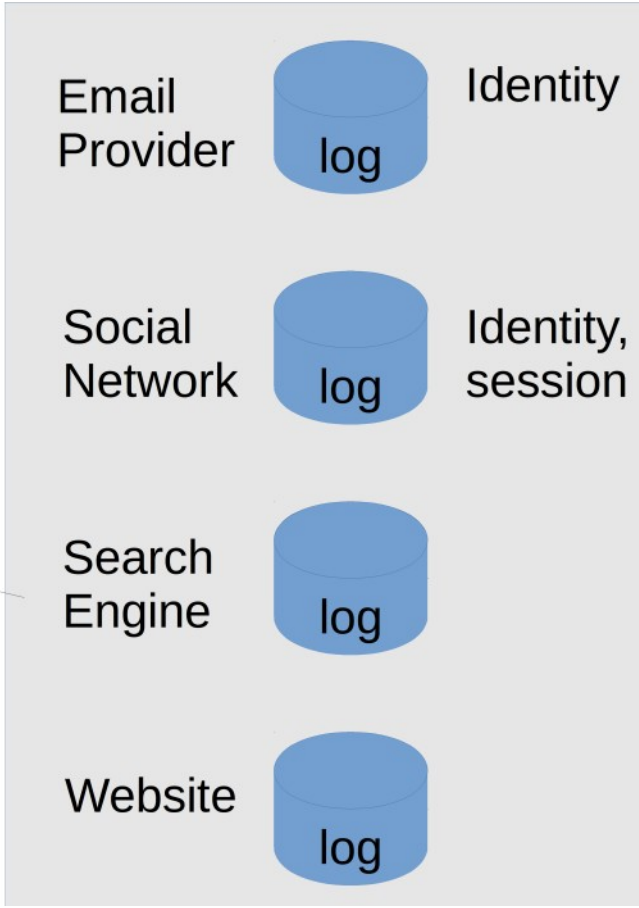 Email
Provider
log
Identity
Social
Network
log
Identity,
session
Search
Engine
log
Website
log